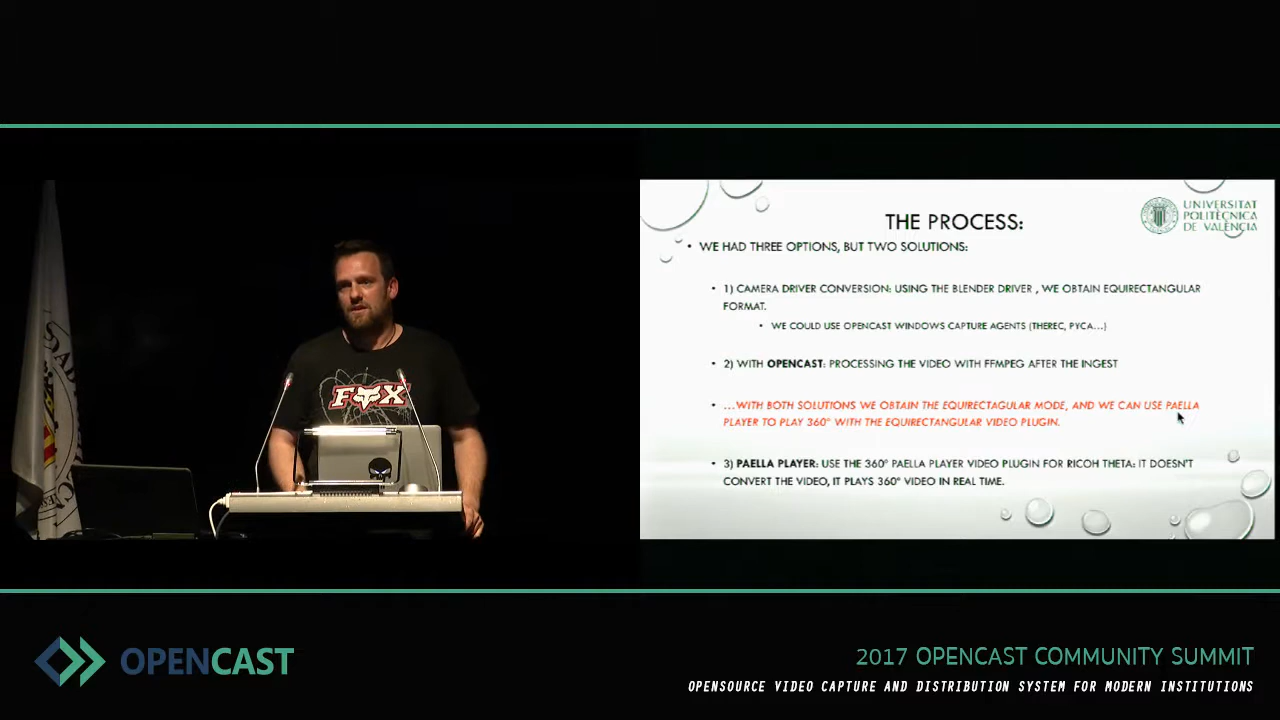 FOX
THE PROCESS:
UNIVERSITAT
POLITÈCNICA
DE VALÈNCIA
• WE HAD THREE OPTIONS, BUT TWO SOLUTIONS:
• 1) CAMERA DRIVER CONVERSION: USING THE BLENDER DRIVER , WE OBTAIN EQUIRECTANGULAR
FORMAT.
• WE COULD USE OPENCAST WINDOWS CAPTURE AGENTS (THEREC, PYCA...)
• 2) WITH OPENCAST: PROCESSING THE VIDEO WITH FFMPEG AFTER THE INGEST
• ...WITH BOTH SOLUTIONS WE OBTAIN THE EQUIRECTAGULAR MODE, AND WE CAN USE PAELLA
PLAYER TO PLAY 360° WITH THE EQUIRECTANGULAR VIDEO PLUGIN.
• 3) PAELLA PLAYER: USE THE 360° PAELLA PLAYER VIDEO PLUGIN FOR RICOH THETA: IT DOESN'T
CONVERT THE VIDEO, IT PLAYS 360° VIDEO IN REAL TIME.
OPENCAST
2017 OPENCAST COMMUNITY SUMMIT
OPENSOURCE VIDEO CAPTURE AND DISTRIBUTION SYSTEM FOR MODERN INSTITUTIONS